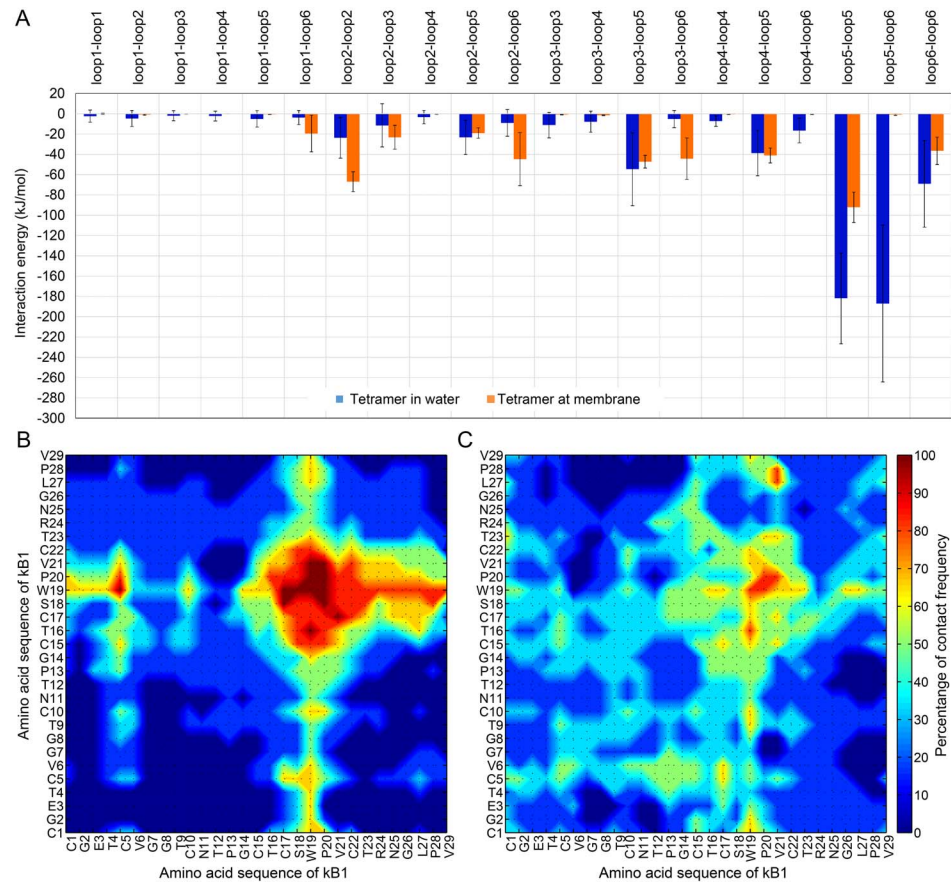 A
loop1-loop1
loop1-loop2
loop1-loop3
loop1-loop4
loop1-loop5
loop1-loop6
loop2-loop2
loop2-loop3
loop2-loop4
loop2-loop5
loop2-loop6
loop3-loop3
loop3-loop4
loop3-loop5
loop3-loop6
loop4-loop4
loop4-loop5
loop4-loop6
loop5-loop5
loop5-loop6
loop6-loop6
Interaction energy (kJ/mol)
20
0
-20
-40
-60
-80
-100
-120
-140
-160
-180
-200
-220
-240
-260
-280
-300
Tetramer in water
Tetramer at membrane
B
Amino acid sequence of kB1
V29
P28
L27
G26
N25
R24
T23
C22
V21
P20
W19
S18
C17
T16
C15
G14
P13
T12
N11
C10
T9
G8
G7
V6
C5
T4
E3
G2
C1
C1
G2
E3
T4
C5
V6
G7
G8
T9
C10
N11
T12
P13
G14
C15
T16
C17
S18
W19
P20
V21
C22
T23
R24
N25
G26
L27
P28
V29
Amino acid sequence of kB1
C
V29
P28
L27
G26
N25
R24
T23
C22
V21
P20
W19
S18
C17
T16
C15
G14
P13
T12
N11
C10
T9
G8
G7
V6
C5
T4
E3
G2
C1
C1
G2
E3
T4
C5
V6
G7
G8
T9
C10
N11
T12
P13
G14
C15
T16
C17
S18
W19
P20
V21
C22
T23
R24
N25
G26
L27
P28
V29
Amino acid sequence of kB1
100
90
80
70
60
50
40
30
20
10
0
Percentange of contact frequency